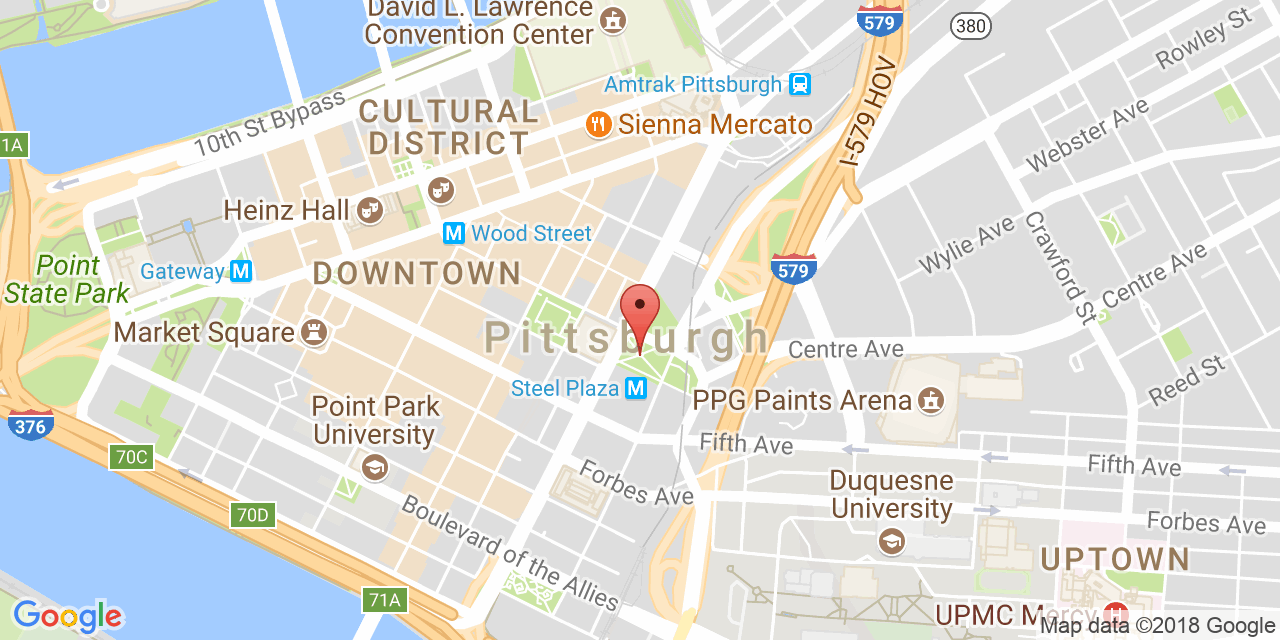 David L. Lawrence
Convention Center
579
380
Rowley St
Amtrak Pittsburgh
I-579 HOV
10th St Bypass
CULTURAL
DISTRICT
Sienna Mercato
Webster Ave
1A
Heinz Hall
M Wood Street
Wylie Ave
Crawford St
Centre Ave
Point
State Park
Gateway M
DOWNTOWN
579
Market Square
Pittsburgh
Centre Ave
Reed St
Steel Plaza M
PPG Paints Arena
Point Park
University
376
70C
Fifth Ave
Fifth Ave
Forbes Ave
Duquesne
University
70D
Boulevard of the Allies
Forbes Ave
UPTOWN
71A
UPMC Mercy
H
Google
Map data ©2018 Google